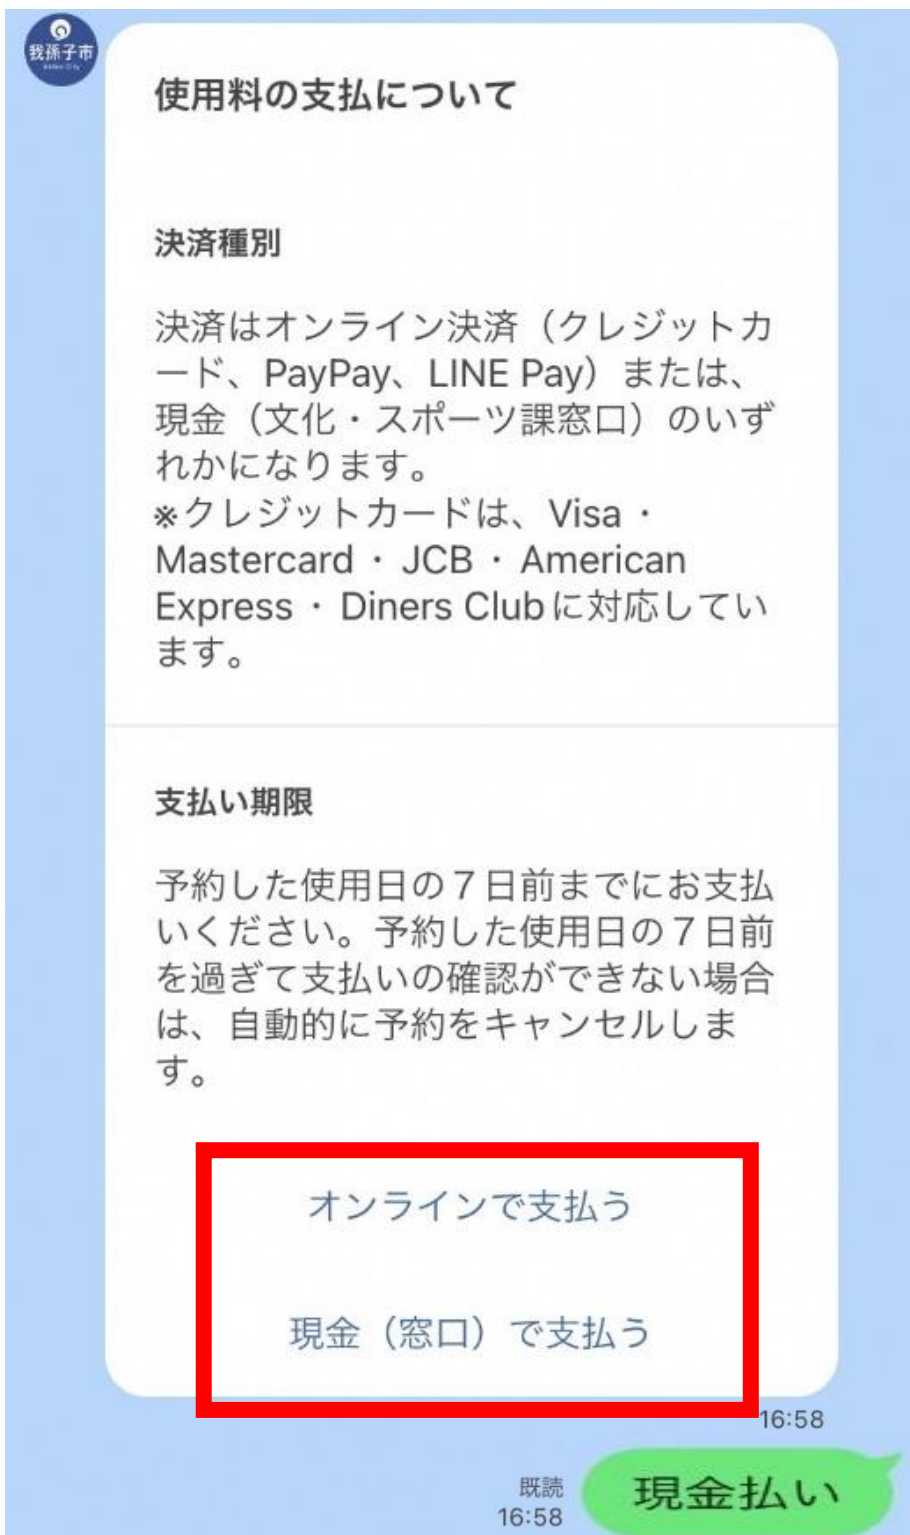 我孫子市
使用料の支払について
決済種別
決済はオンライン決済（クレジットカ
ード、PayPay、LINE Pay）または、
現金（文化・スポーツ課窓口）のいず
れかになります。
※クレジットカードは、Visa・
Mastercard・JCB・American
Express・Diners Clubに対応してい
ます。
支払い期限
予約した使用日の７日前までにお支払
いください。予約した使用日の７日前
を過ぎて支払いの確認ができない場合
は、自動的に予約をキャンセルしま
す。
オンラインで支払う
現金（窓口）で支払う
16:58
既読
16:58
現金払い